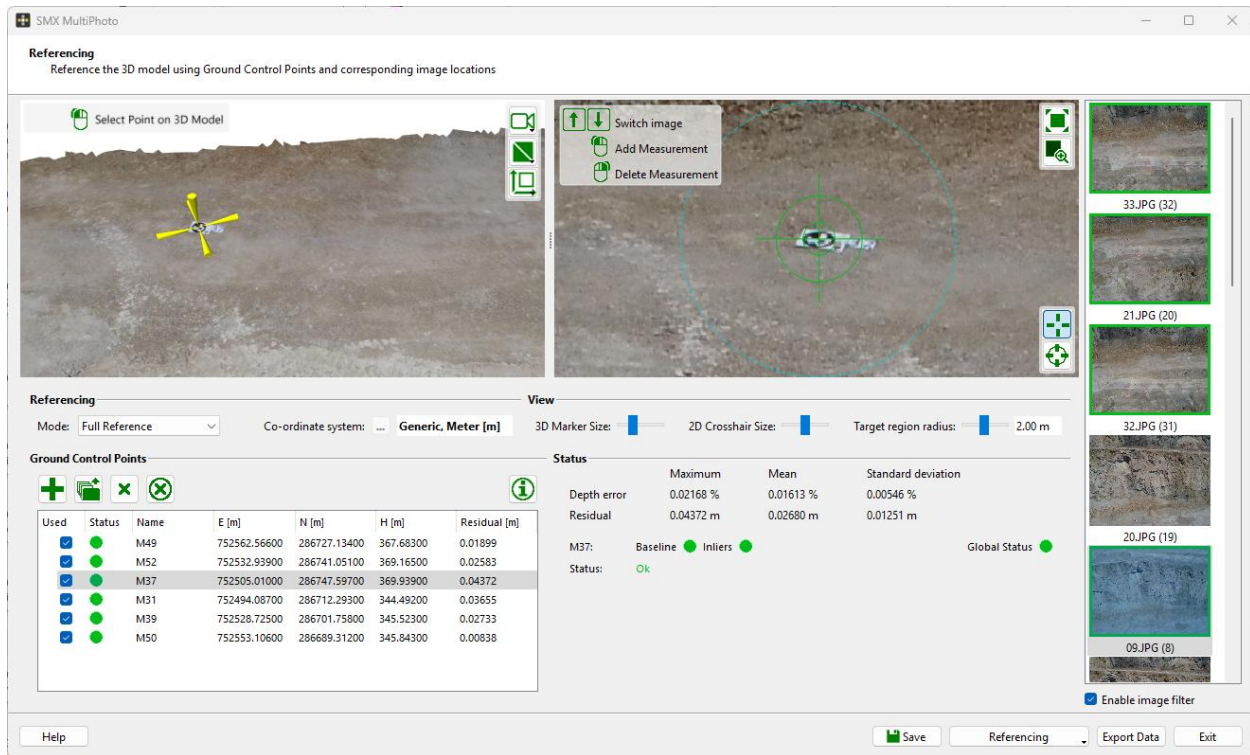 SMX MultiPhoto
Referencing
Reference the 3D model using Ground Control Points and corresponding image locations
Select Point on 3D Model
Switch image
Add Measurement
Delete Measurement
33.JPG (32)
21.JPG (20)
32.JPG (31)
20.JPG (19)
09.JPG (8)
Enable image filter
Referencing
Mode: Full Reference Co-ordinate system: ... Generic, Meter [m]
View
3D Marker Size: 2D Crosshair Size: Target region radius: 2.00 m
Ground Control Points
Used Status Name E [m] N [m] H [m] Residual [m]
M49 752562.56600 286727.13400 367.68300 0.01899
M52 752532.93900 286741.05100 369.16500 0.02583
M37 752505.01000 286747.59700 369.93900 0.04372
M31 752494.08700 286712.29300 344.49200 0.03655
M39 752528.72500 286701.75800 345.52300 0.02733
M50 752553.10600 286689.31200 345.84300 0.00838
Status
Maximum Mean Standard deviation
Depth error 0.02168 % 0.01613 % 0.00546 %
Residual 0.04372 m 0.02680 m 0.01251 m
M37: Baseline Inliers Global Status
Status: Ok
Help Save Referencing Export Data Exit